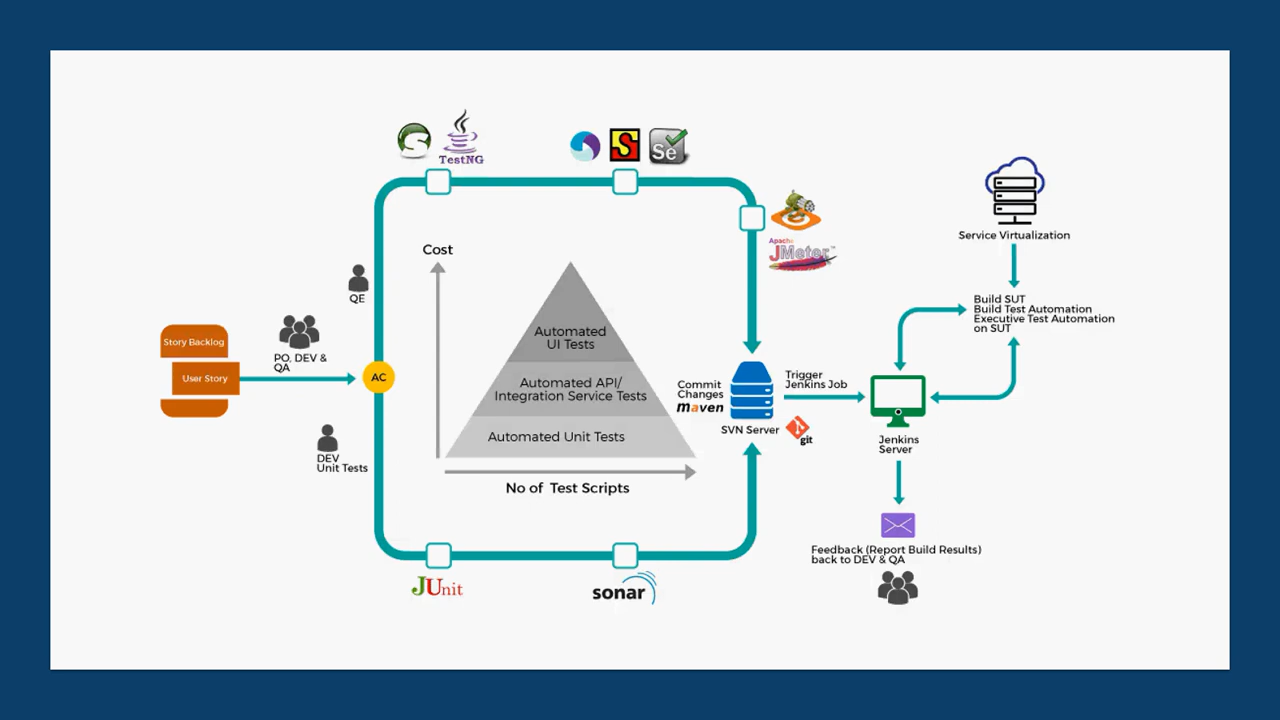 TestNG
S
Se
Apache
JMeter™
Service Virtualization
Cost
QE
Build SUT
Build Test Automation
Executive Test Automation
on SUT
Story Backlog
User Story
PO, DEV &
QA
AC
Automated
UI Tests
Automated API/
Integration Service Tests
Automated Unit Tests
No of Test Scripts
Commit
Changes
maven
SVN Server
Trigger
Jenkins Job
git
Jenkins
Server
DEV
Unit Tests
Feedback (Report Build Results)
back to DEV & QA
JUnit
sonar